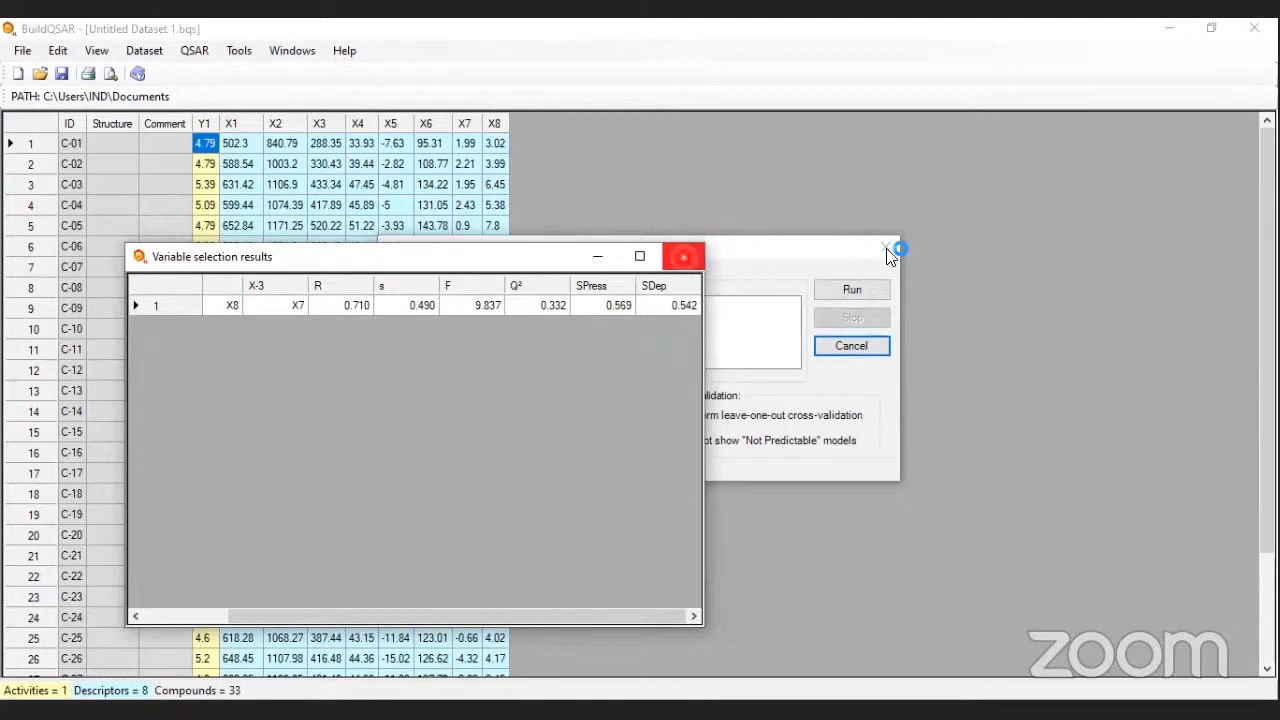 BuildQSAR - [Untitled Dataset 1.bqs]
File Edit View Dataset QSAR Tools Windows Help
PATH: C:\Users\IND\Documents
ID Structure Comment Y1 X1 X2 X3 X4 X5 X6 X7 X8
1 C-01 4.79 502.3 840.79 288.35 33.93 -7.63 95.31 1.99 3.02
2 C-02 4.79 588.54 1003.2 330.43 39.44 -2.82 108.77 2.21 3.99
3 C-03 5.39 631.42 1106.9 433.34 47.45 -4.81 134.22 1.95 6.45
4 C-04 5.09 599.44 1074.39 417.89 45.89 -5 131.05 2.43 5.38
5 C-05 4.79 652.84 1171.25 520.22 51.22 -3.93 143.78 0.9 7.8
6 C-06
7 C-07
8 C-08
9 C-09
10 C-10
11 C-11
12 C-12
13 C-13
14 C-14
15 C-15
16 C-16
17 C-17
18 C-18
19 C-19
20 C-20
21 C-21
22 C-22
23 C-23
24 C-24
25 C-25 4.6 618.28 1068.27 387.44 43.15 -11.84 123.01 -0.66 4.02
26 C-26 5.2 648.45 1107.98 416.48 44.36 -15.02 126.62 -4.32 4.17
Variable selection results
X-3 R s F Q² SPress SDep
1 X8 X7 0.710 0.490 9.837 0.332 0.569 0.542
Run
Stop
Cancel
lidation:
orm leave-one-out cross-validation
ot show "Not Predictable" models
zoom
Activities = 1 Descriptors = 8 Compounds = 33